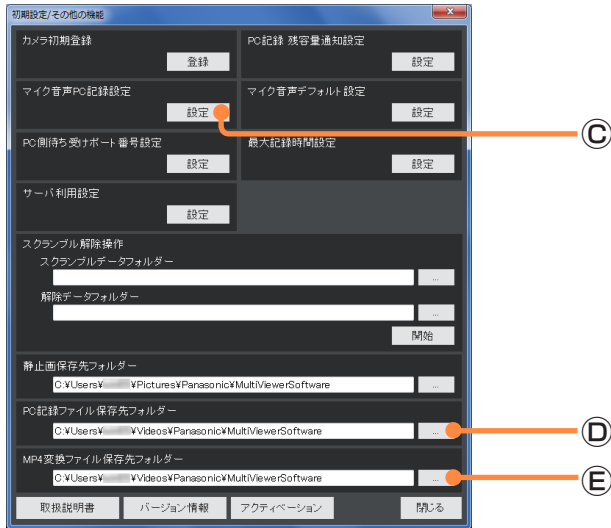 初期設定/その他の機能
カメラ初期登録
登録
PC記録 残容量通知設定
設定
マイク音声PC記録設定
設定
マイク音声デフォルト設定
設定
PC側待ち受けポート番号設定
設定
最大記録時間設定
設定
サーバ利用設定
設定
スクランブル解除操作
スクランブルデータフォルダー
...
解除データフォルダー
...
開始
静止画保存先フォルダー
C:¥Users¥ ¥Pictures¥Panasonic¥MultiViewerSoftware
...
PC記録ファイル保存先フォルダー
C:¥Users¥ ¥Videos¥Panasonic¥MultiViewerSoftware
...
MP4変換ファイル保存先フォルダー
C:¥Users¥ ¥Videos¥Panasonic¥MultiViewerSoftware
...
取扱説明書 バージョン情報 アクティベーション 閉じる
Ⓒ
Ⓓ
Ⓔ